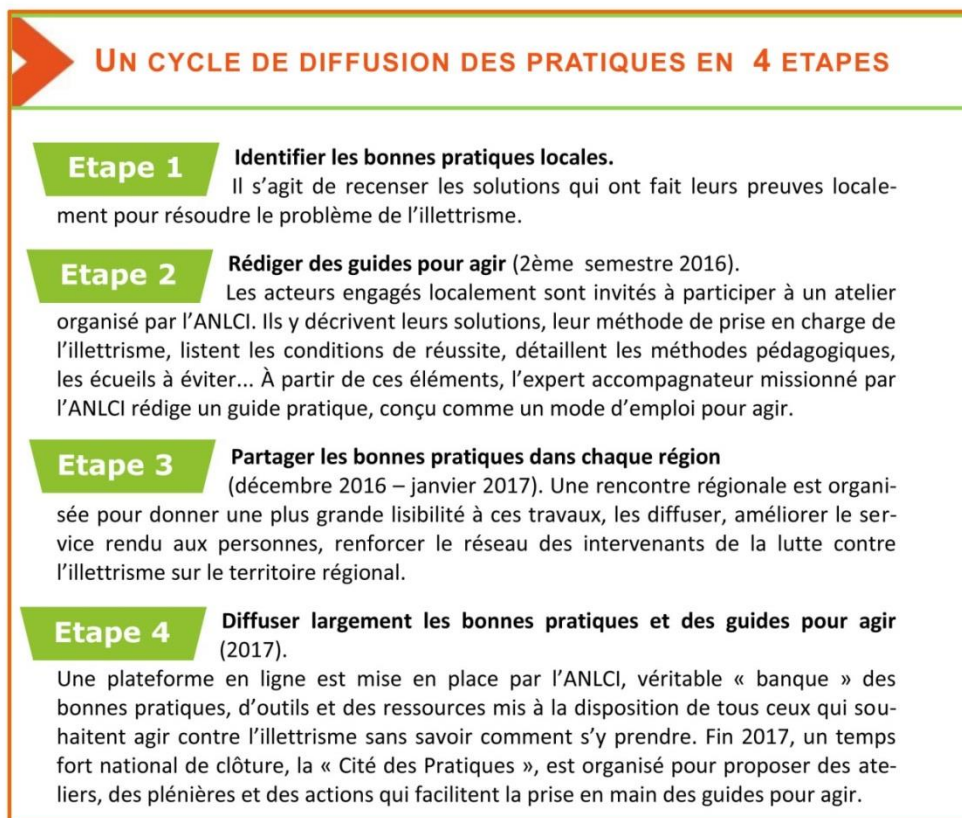 UN CYCLE DE DIFFUSION DES PRATIQUES EN 4 ETAPES
Etape 1
Identifier les bonnes pratiques locales.
Il s’agit de recenser les solutions qui ont fait leurs preuves locale-
ment pour résoudre le problème de l’illettrisme.
Etape 2
Rédiger des guides pour agir (2ème semestre 2016).
Les acteurs engagés localement sont invités à participer à un atelier
organisé par l’ANLCI. Ils y décrivent leurs solutions, leur méthode de prise en charge de
l’illettrisme, listent les conditions de réussite, détaillent les méthodes pédagogiques,
les écueils à éviter... À partir de ces éléments, l’expert accompagnateur missionné par
l’ANLCI rédige un guide pratique, conçu comme un mode d’emploi pour agir.
Etape 3
Partager les bonnes pratiques dans chaque région
(décembre 2016 – janvier 2017). Une rencontre régionale est organi-
sée pour donner une plus grande lisibilité à ces travaux, les diffuser, améliorer le ser-
vice rendu aux personnes, renforcer le réseau des intervenants de la lutte contre
l’illettrisme sur le territoire régional.
Etape 4
Diffuser largement les bonnes pratiques et des guides pour agir
(2017).
Une plateforme en ligne est mise en place par l’ANLCI, véritable « banque » des
bonnes pratiques, d’outils et des ressources mis à la disposition de tous ceux qui sou-
haitent agir contre l’illettrisme sans savoir comment s’y prendre. Fin 2017, un temps
fort national de clôture, la « Cité des Pratiques », est organisé pour proposer des ate-
liers, des plénières et des actions qui facilitent la prise en main des guides pour agir.